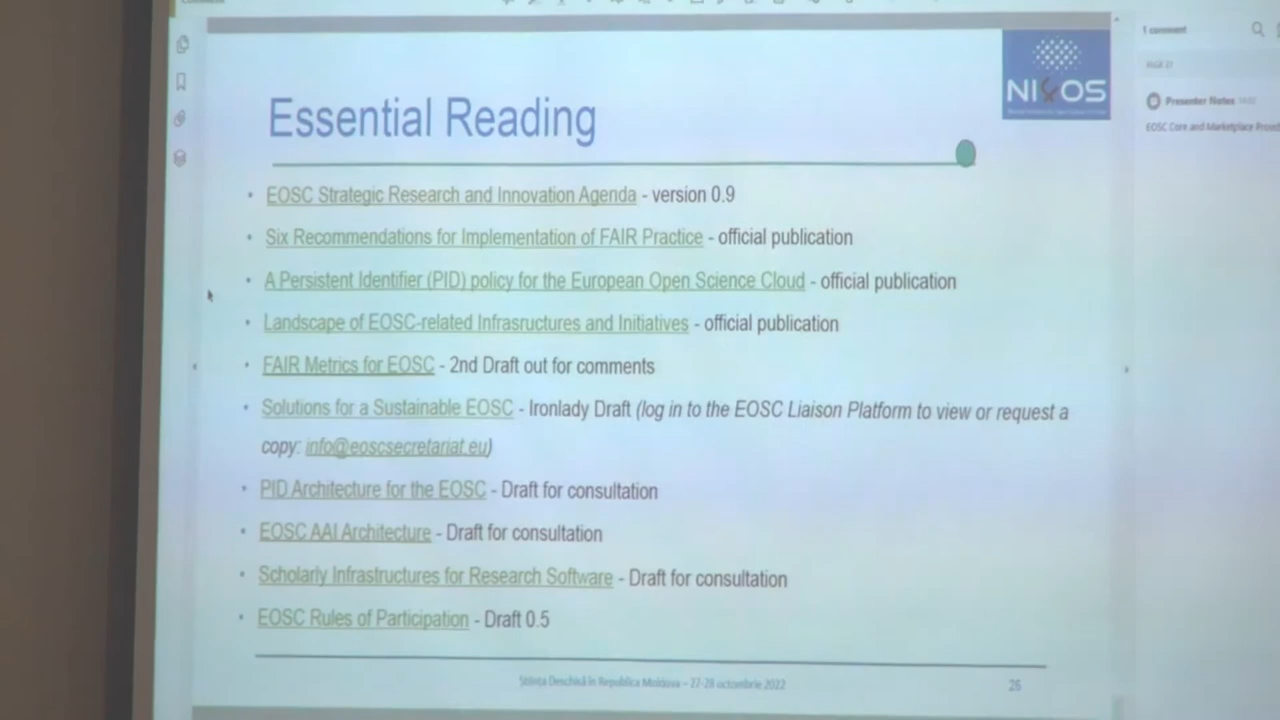 Comments
1 comment
PAGE 21
Presenter Notes
EOSC Core and Marketplace
NI4OS
Essential Reading
• EOSC Strategic Research and Innovation Agenda - version 0.9
• Six Recommendations for Implementation of FAIR Practice - official publication
• A Persistent Identifier (PID) policy for the European Open Science Cloud - official publication
• Landscape of EOSC-related Infrasructures and Initiatives - official publication
• FAIR Metrics for EOSC - 2nd Draft out for comments
• Solutions for a Sustainable EOSC - Ironlady Draft (log in to the EOSC Liaison Platform to view or request a
copy: info@eoscsecretariat.eu)
• PID Architecture for the EOSC - Draft for consultation
• EOSC AAI Architecture - Draft for consultation
• Scholarly Infrastructures for Research Software - Draft for consultation
• EOSC Rules of Participation - Draft 0.5
Știința Deschisă în Republica Moldova – 27-28 octombrie 2022
26